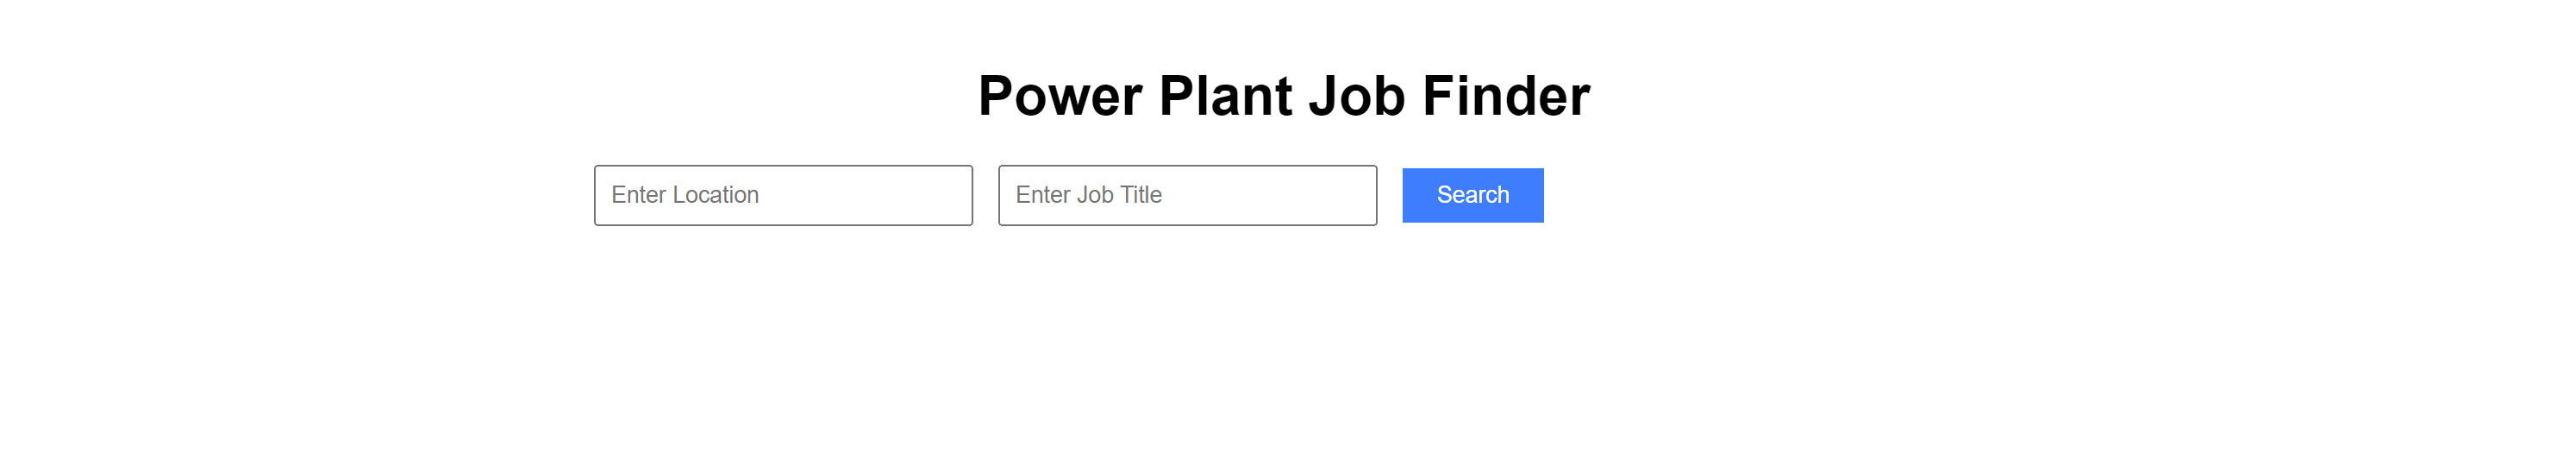 Power Plant Job Finder
Enter Location Enter Job Title Search